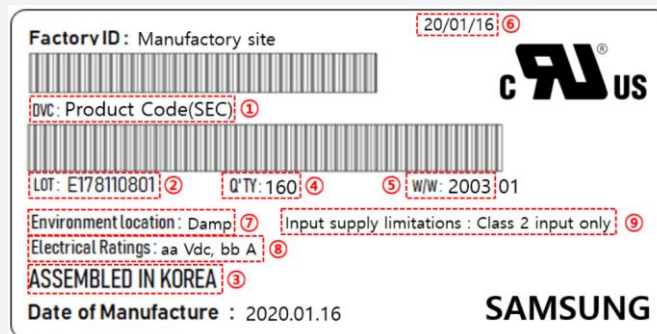 20/01/16 ⑥
Factory ID : Manufactory site
® c RU US
DVC : Product Code(SEC) ①
LOT : E178110801 ② Q'TY : 160 ④ ⑤ W/W : 2003 01
Environment location : Damp ⑦ Input supply limitations : Class 2 input only ⑨
Electrical Ratings : aa Vdc, bb A ⑧
ASSEMBLED IN KOREA ③
Date of Manufacture : 2020.01.16 SAMSUNG